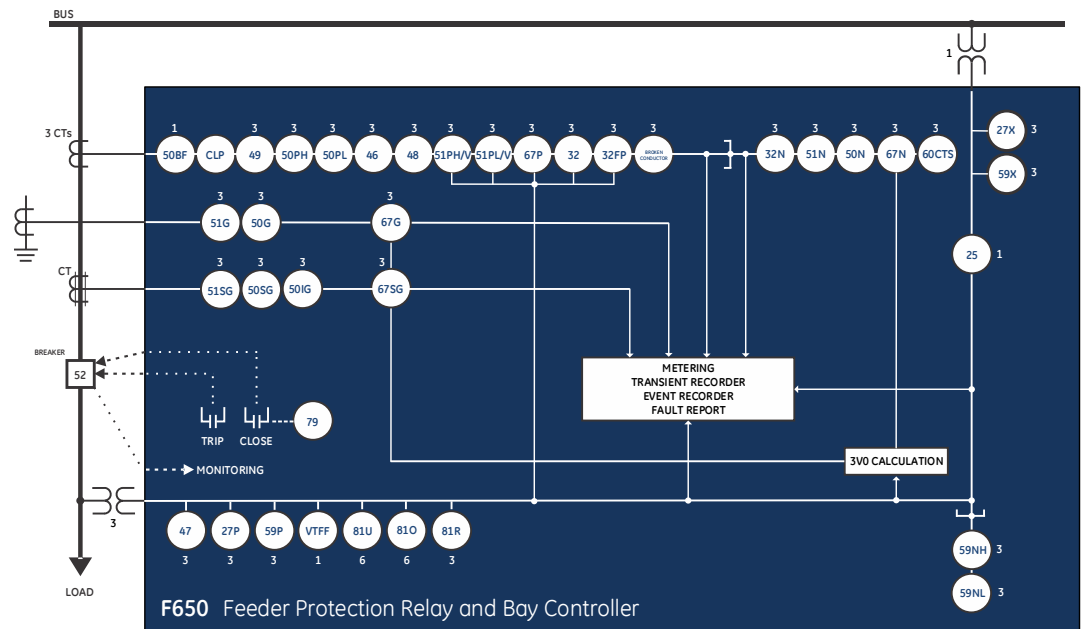 BUS
1
3 CTs
1 3 3 3 3 3 3 3 3 3 3 3 3 3 3 3 3
50BF CLP 49 50PH 50PL 46 48 51PH/V 51PL/V 67P 32 32FP BROKEN CONDUCTOR 32N 51N 50N 67N 60CTS
27X 3
59X 3
3 3 3
51G 50G 67G
25 1
CT
3 3 3 3
51SG 50SG 50IG 67SG
BREAKER
52
METERING
TRANSIENT RECORDER
EVENT RECORDER
FAULT REPORT
79
TRIP CLOSE
MONITORING
3V0 CALCULATION
3
47 27P 59P VTFF 81U 81O 81R
3 3 3 1 6 6 3
59NH 3
59NL 3
LOAD
F650 Feeder Protection Relay and Bay Controller